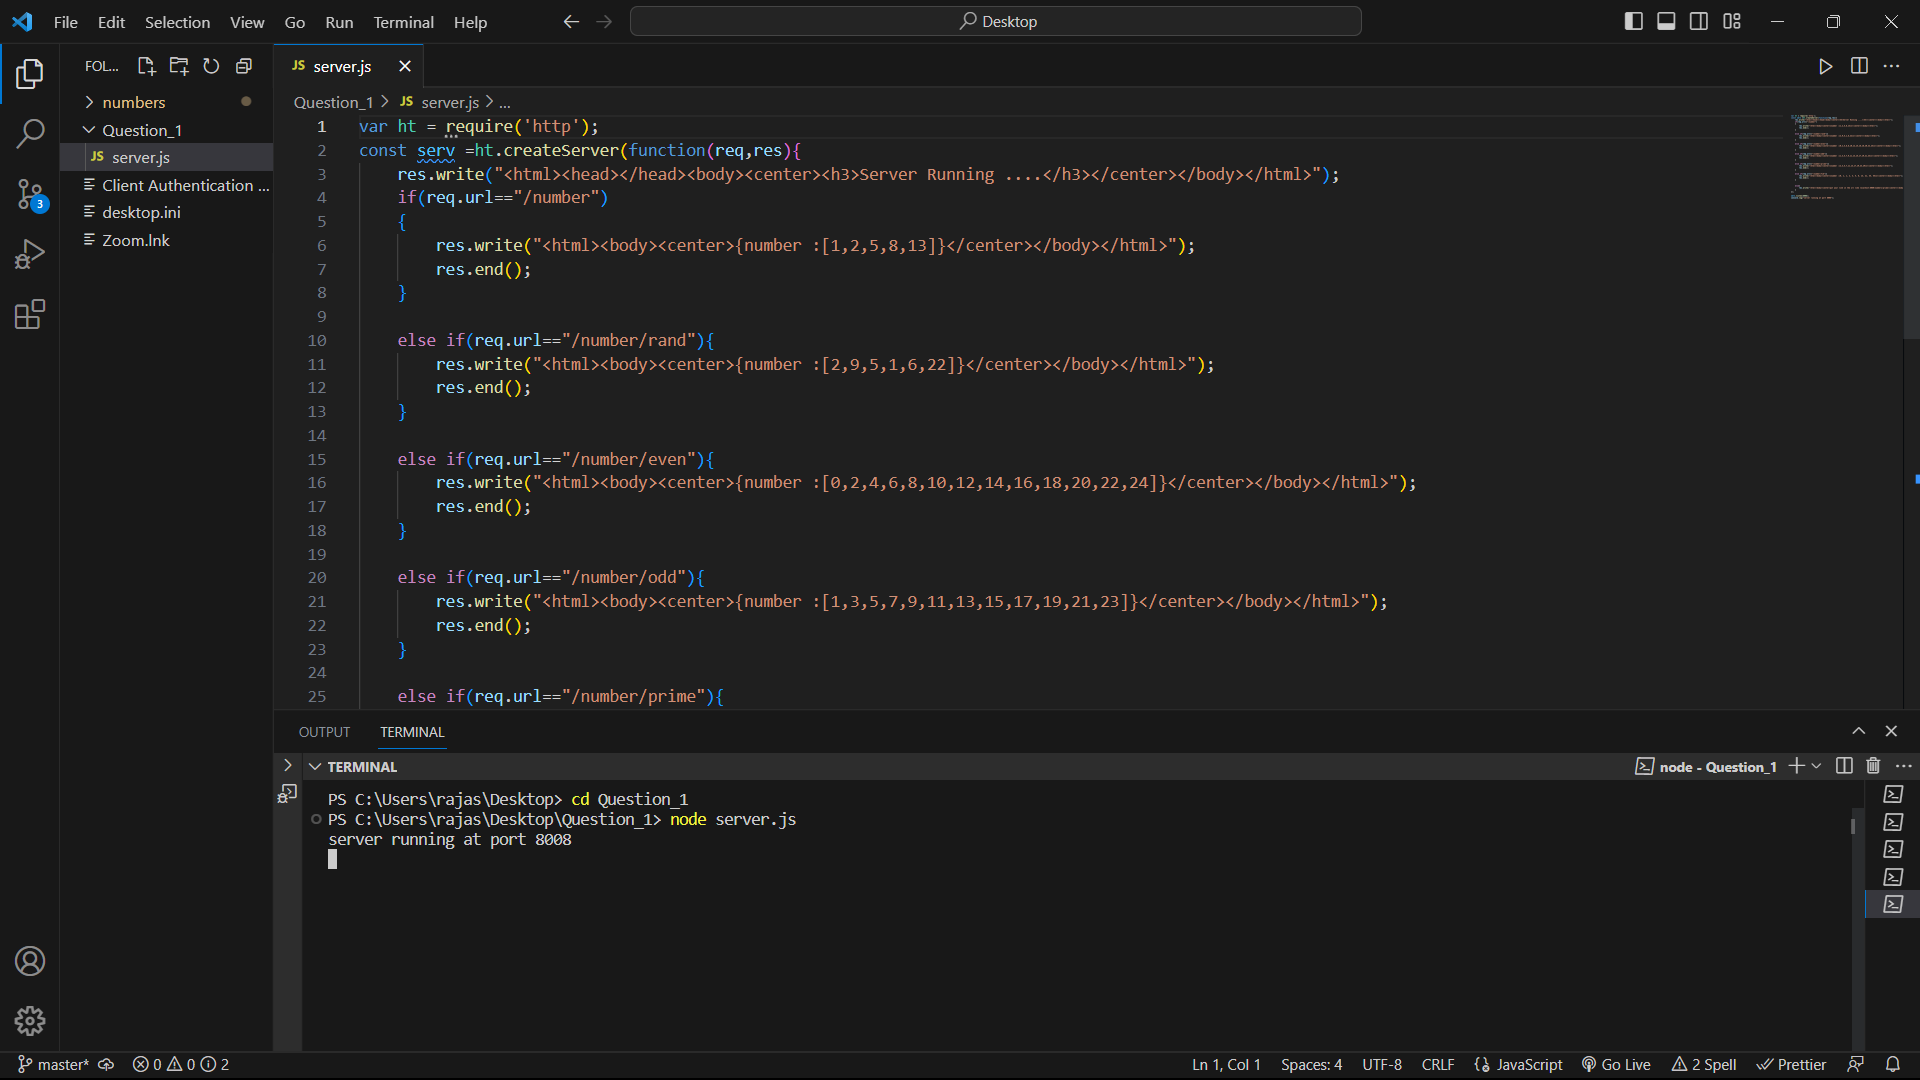 File Edit Selection View Go Run Terminal Help
Desktop
FOL...
JS server.js
numbers
Question_1
JS server.js
Client Authentication ...
desktop.ini
Zoom.lnk
3
Question_1 > JS server.js > ...
1 var ht = require('http');
2 const serv =ht.createServer(function(req,res){
3 res.write("<html><head></head><body><center><h3>Server Running ....</h3></center></body></html>");
4 if(req.url=="/number")
5 {
6 res.write("<html><body><center>{number :[1,2,5,8,13]}</center></body></html>");
7 res.end();
8 }
9
10 else if(req.url=="/number/rand"){
11 res.write("<html><body><center>{number :[2,9,5,1,6,22]}</center></body></html>");
12 res.end();
13 }
14
15 else if(req.url=="/number/even"){
16 res.write("<html><body><center>{number :[0,2,4,6,8,10,12,14,16,18,20,22,24]}</center></body></html>");
17 res.end();
18 }
19
20 else if(req.url=="/number/odd"){
21 res.write("<html><body><center>{number :[1,3,5,7,9,11,13,15,17,19,21,23]}</center></body></html>");
22 res.end();
23 }
24
25 else if(req.url=="/number/prime"){
OUTPUT TERMINAL
TERMINAL
node - Question_1
PS C:\Users\rajas\Desktop> cd Question_1
PS C:\Users\rajas\Desktop\Question_1> node server.js
server running at port 8008
master* 0 0 2
Ln 1, Col 1 Spaces: 4 UTF-8 CRLF JavaScript Go Live 2 Spell Prettier